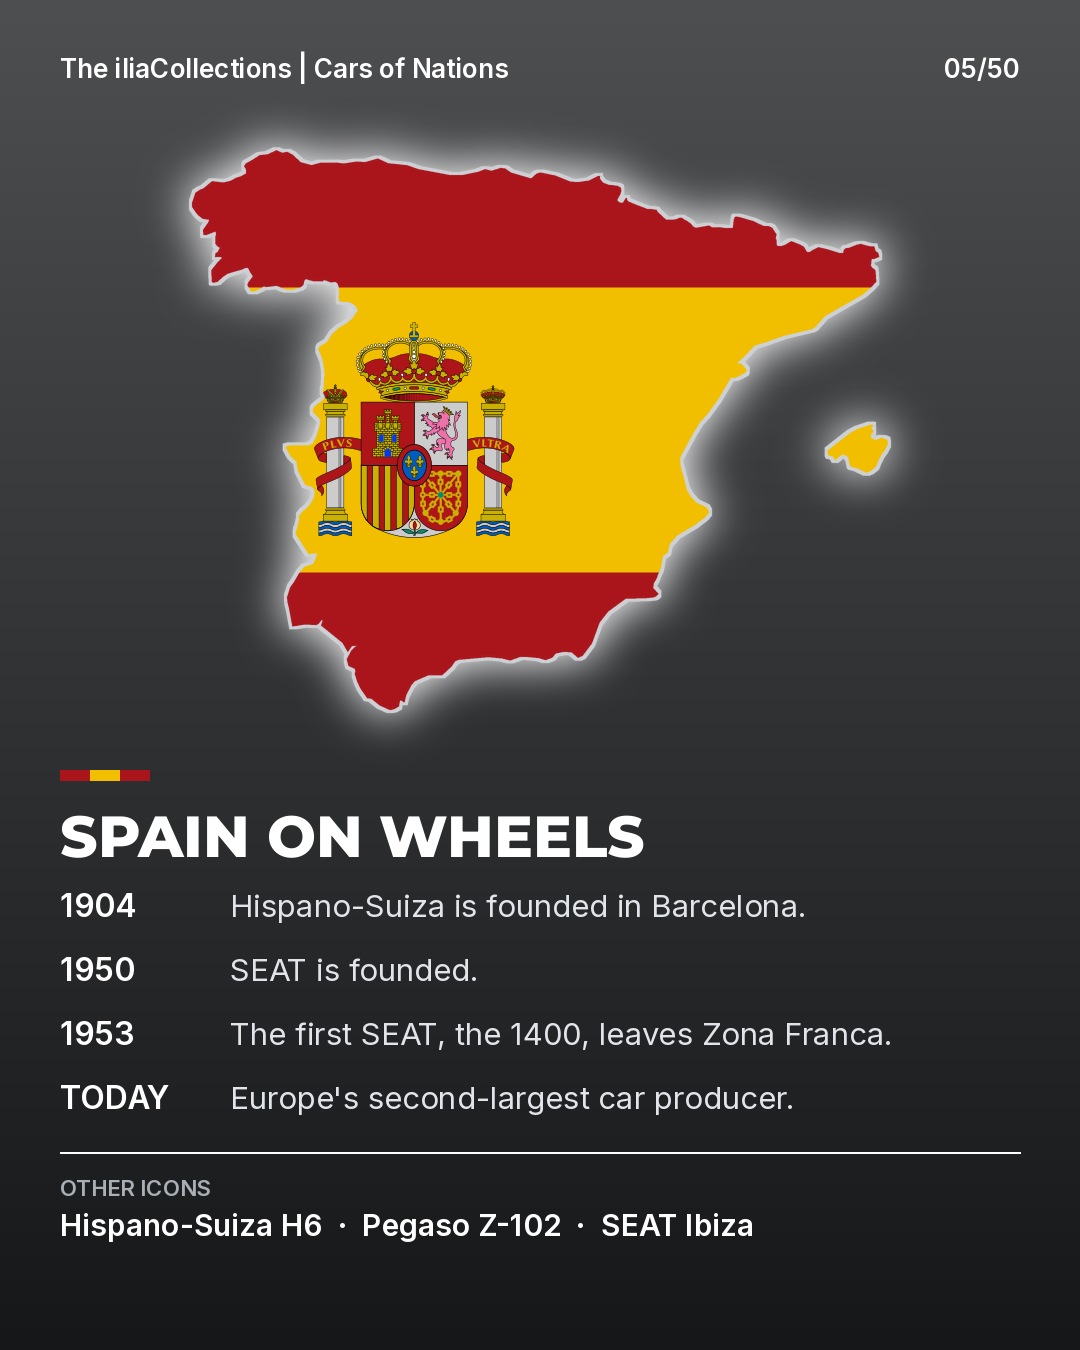 The iliaCollections | Cars of Nations
05/50
PLVS
VLTRA
SPAIN ON WHEELS
1904 Hispano-Suiza is founded in Barcelona.
1950 SEAT is founded.
1953 The first SEAT, the 1400, leaves Zona Franca.
TODAY Europe's second-largest car producer.
OTHER ICONS
Hispano-Suiza H6 · Pegaso Z-102 · SEAT Ibiza